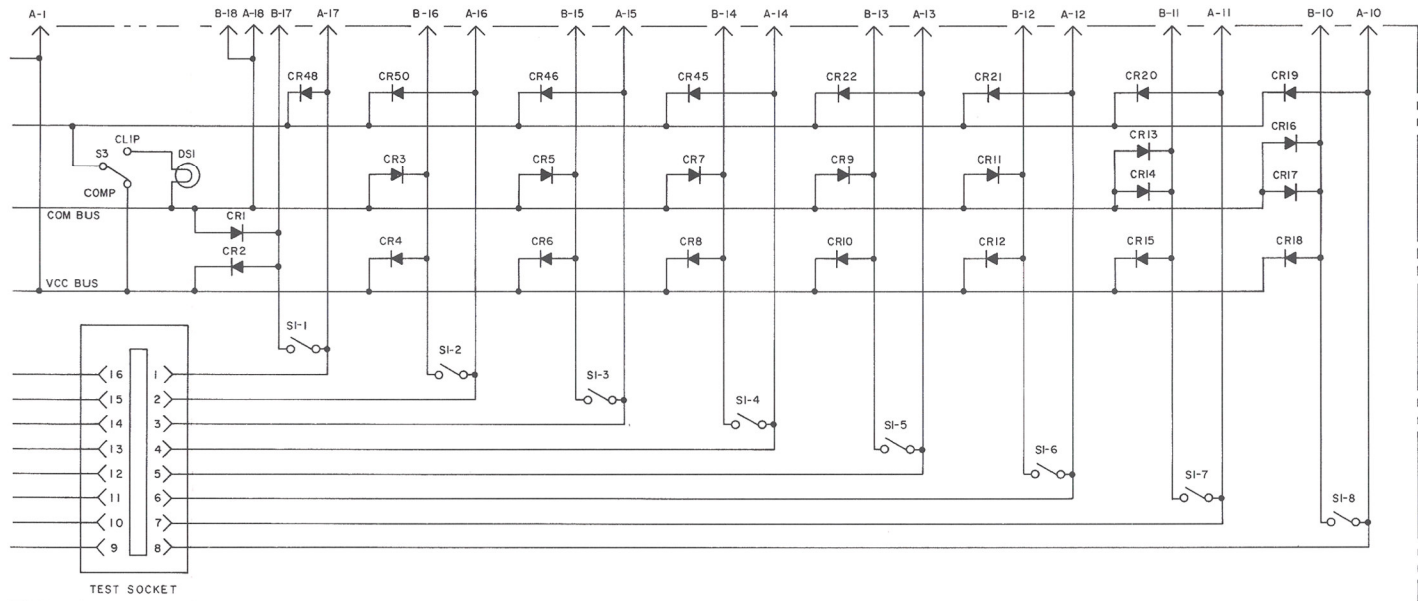 A-1 B-18 A-18 B-17 A-17 B-16 A-16 B-15 A-15 B-14 A-14 B-13 A-13 B-12 A-12 B-11 A-11 B-10 A-10
CR48 CR50 CR46 CR45 CR22 CR21 CR20 CR19
CLIP
S3 DS1
COMP
CR13
CR16
CR3 CR5 CR7 CR9 CR11
CR14 CR17
COM BUS
CR1
CR2
CR4 CR6 CR8 CR10 CR12 CR15 CR18
VCC BUS
S1-1
S1-2
S1-3
S1-4
S1-5
S1-6
S1-7
S1-8
16 1
15 2
14 3
13 4
12 5
11 6
10 7
9 8
TEST SOCKET